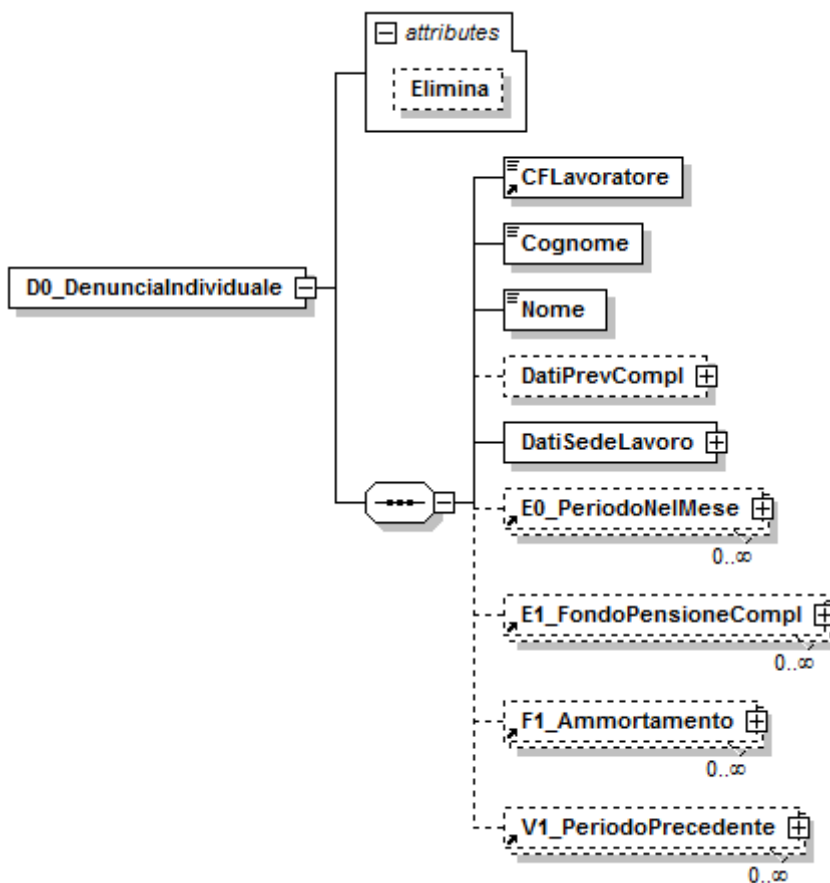 attributes
Elimina
CFLavoratore
Cognome
D0_DenunciaIndividuale
Nome
DatiPrevCompl
DatiSedeLavoro
E0_PeriodoNelMese
0..∞
E1_FondoPensioneCompl
0..∞
F1_Ammortamento
0..∞
V1_PeriodoPrecedente
0..∞